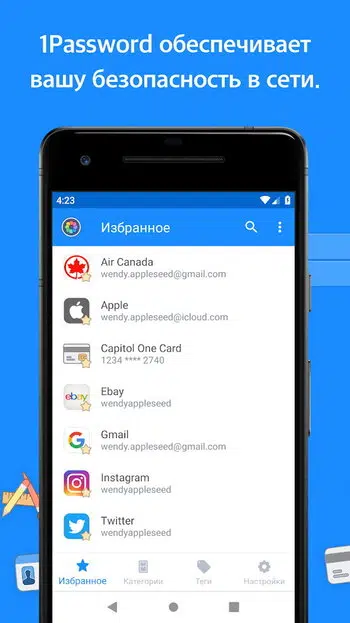 1Password обеспечивает
вашу безопасность в сети.
4:23
Избранное
Air Canada
wendy.appleseed@gmail.com
Apple
wendy.appleseed@icloud.com
Capitol One Card
1234 **** 2740
ebay
Ebay
wendyappleseed
Gmail
wendy.appleseed@gmail.com
Instagram
wendyappleseed
Twitter
wendyappleseed
Избранное
Категории
Теги
Настройки